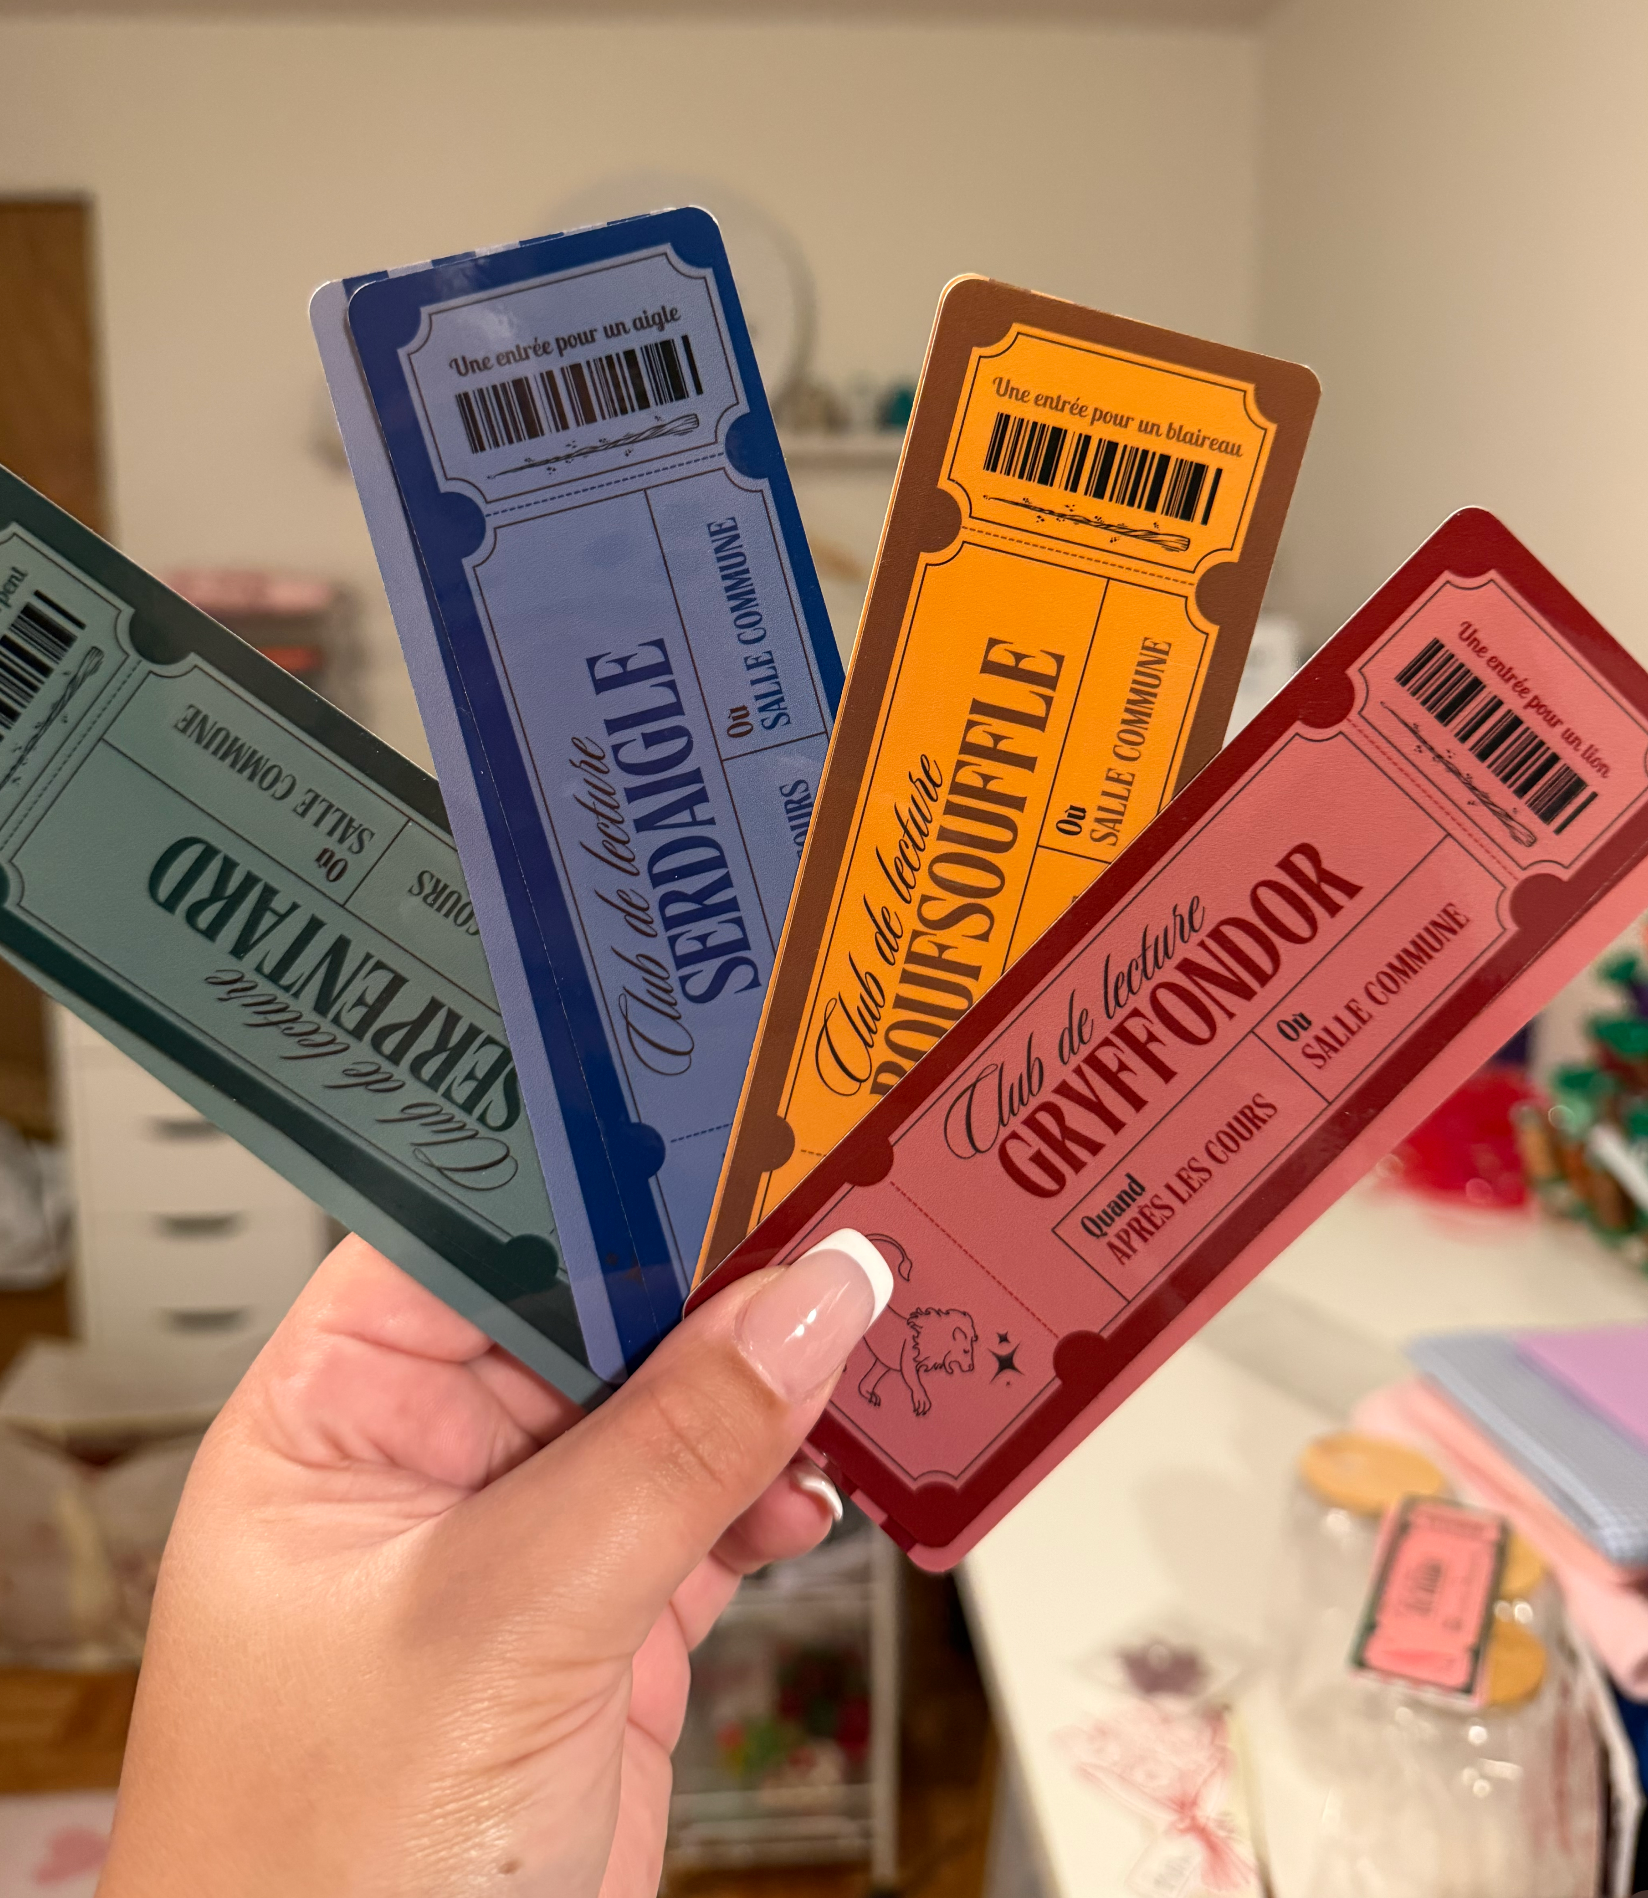 Une entrée pour un aigle
Club de lecture
SERDAIGLE
Où
SALLE COMMUNE
COURS
Une entrée pour un blaireau
Club de lecture
POUFSOUFFLE
Où
SALLE COMMUNE
Une entrée pour un lion
Club de lecture
GRYFFONDOR
Quand
APRÈS LES COURS
Où
SALLE COMMUNE
Club de lecture
SERPENTARD
Où
SALLE COMMUNE
COURS